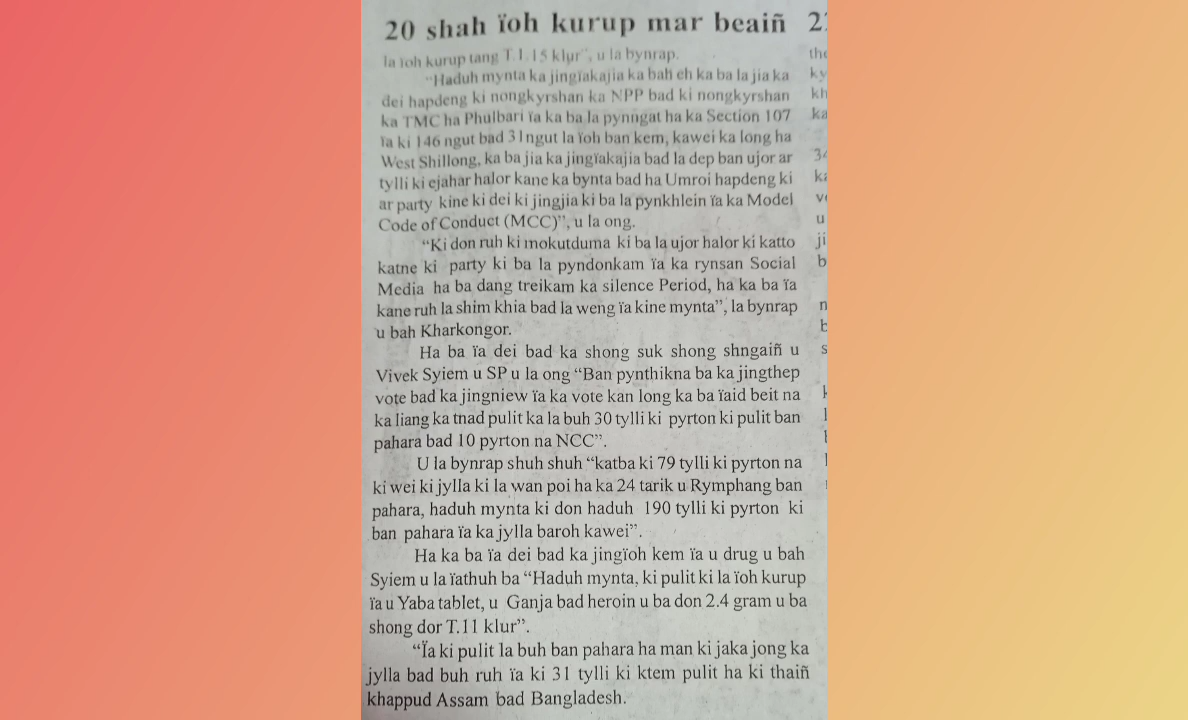 20 shah ïoh kurup mar beaiñ 2
la ïoh kurup tang T.1.15 klur”, u la bynrap.
“Haduh mynta ka jingïakajia ka bah eh ka ba la jia ka
dei hapdeng ki nongkyrshan ka NPP bad ki nongkyrshan
ka TMC ha Phulbari ïa ka ba la pynngat ha ka Section 107
ïa ki 146 ngut bad 31ngut la ïoh ban kem, kawei ka long ha
West Shillong, ka ba jia ka jingïakajia bad la dep ban ujor ar
tylli ki ejahar halor kane ka bynta bad ha Umroi hapdeng ki
ar party kine ki dei ki jingjia ki ba la pynkhlein ïa ka Model
Code of Conduct (MCC)”, u la ong.
“Ki don ruh ki mokutduma ki ba la ujor halor ki katto
katne ki party ki ba la pyndonkam ïa ka rynsan Social
Media ha ba dang treikam ka silence Period, ha ka ba ïa
kane ruh la shim khia bad la weng ïa kine mynta”, la bynrap
u bah Kharkongor.
Ha ba ïa dei bad ka shong suk shong shngaiñ u
Vivek Syiem u SP u la ong “Ban pynthikna ba ka jingthep
vote bad ka jingniew ïa ka vote kan long ka ba ïaid beit na
ka liang ka tnad pulit ka la buh 30 tylli ki pyrton ki pulit ban
pahara bad 10 pyrton na NCC”.
U la bynrap shuh shuh “katba ki 79 tylli ki pyrton na
ki wei ki jylla ki la wan poi ha ka 24 tarik u Rymphang ban
pahara, haduh mynta ki don haduh 190 tylli ki pyrton ki
ban pahara ïa ka jylla baroh kawei”.
Ha ka ba ïa dei bad ka jingïoh kem ïa u drug u bah
Syiem u la ïathuh ba “Haduh mynta, ki pulit ki la ïoh kurup
ïa u Yaba tablet, u Ganja bad heroin u ba don 2.4 gram u ba
shong dor T.11 klur”.
“Ïa ki pulit la buh ban pahara ha man ki jaka jong ka
jylla bad buh ruh ïa ki 31 tylli ki ktem pulit ha ki thaiñ
khappud Assam bad Bangladesh.